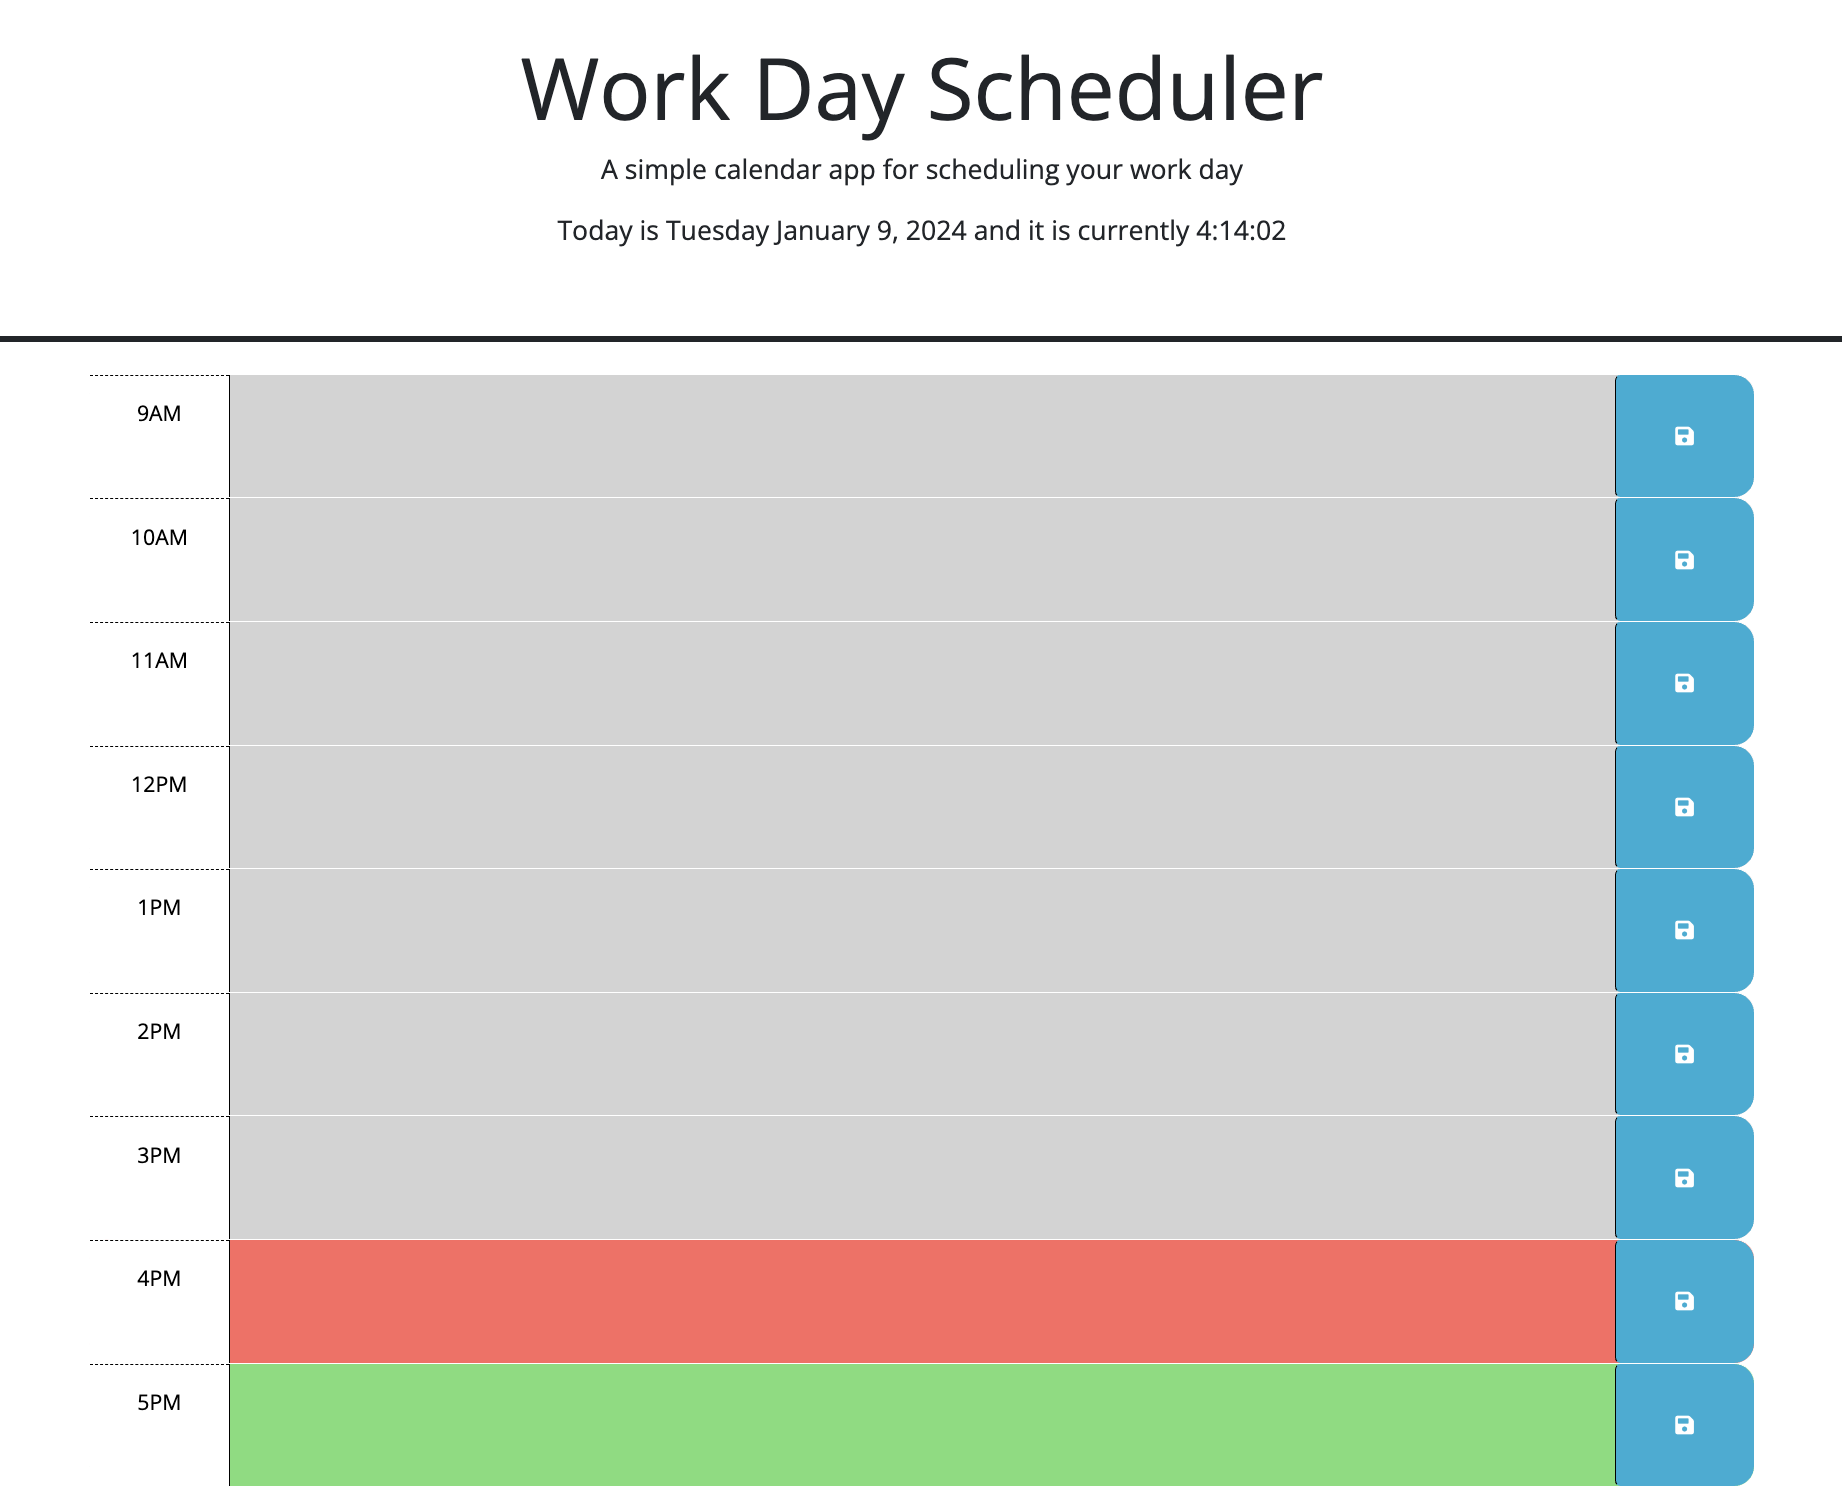 Work Day Scheduler
A simple calendar app for scheduling your work day
Today is Tuesday January 9, 2024 and it is currently 4:14:02
9AM
10AM
11AM
12PM
1PM
2PM
3PM
4PM
5PM